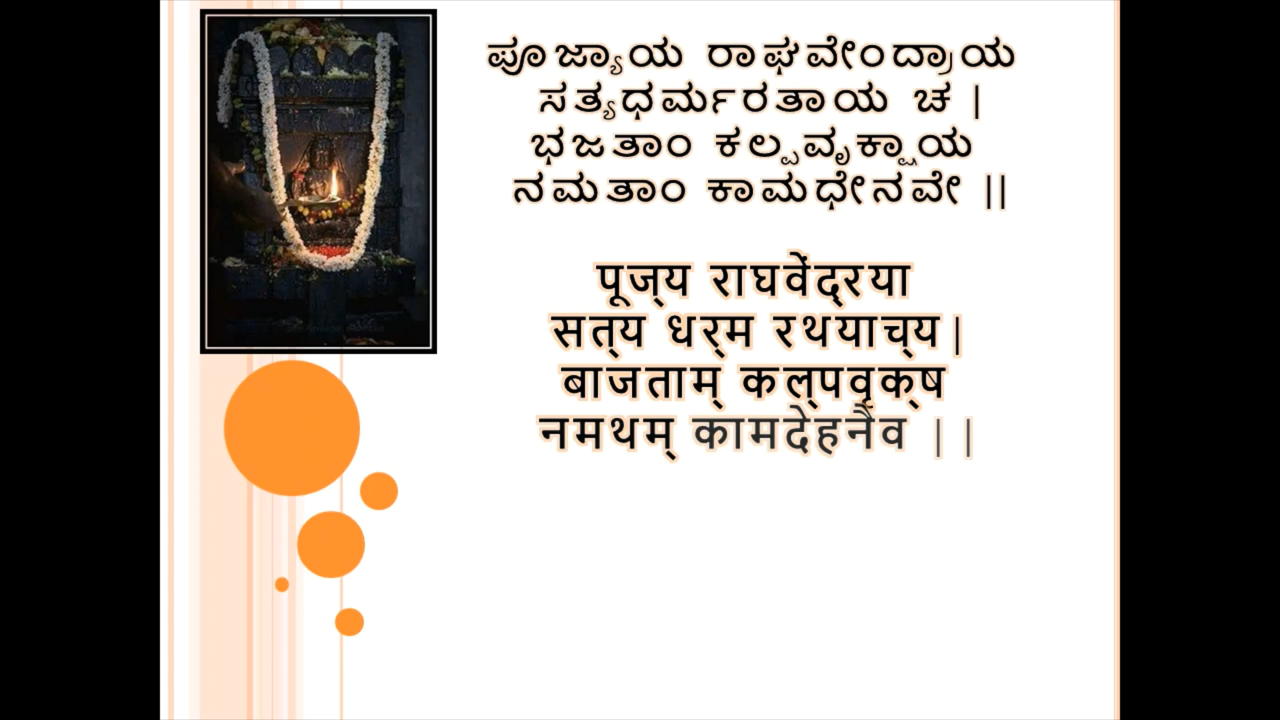 ಪೂಜ್ಯಾಯ ರಾಘವೇಂದ್ರಾಯ
ಸತ್ಯಧರ್ಮರತಾಯ ಚ |
ಭಜತಾಂ ಕಲ್ಪವೃಕ್ಷಾಯ
ನಮತಾಂ ಕಾಮಧೇನವೇ ||
पूज्य राघवेंद्रया
सत्य धर्म रथयाच्य|
बाजताम् कल्पवृक्ष
नमथम् कामदेहनैव ||